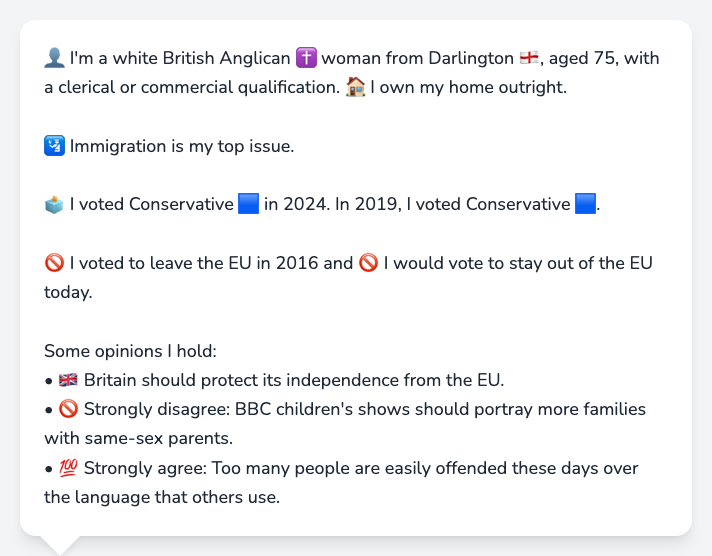 👤 I'm a white British Anglican ✝️ woman from Darlington 🏴󠁧󠁢󠁥󠁮󠁧󠁿, aged 75, with
a clerical or commercial qualification. 🏠 I own my home outright.
🛂 Immigration is my top issue.
🗳️ I voted Conservative 🟦 in 2024. In 2019, I voted Conservative 🟦.
🚫 I voted to leave the EU in 2016 and 🚫 I would vote to stay out of the EU
today.
Some opinions I hold:
• 🇬🇧 Britain should protect its independence from the EU.
• 🚫 Strongly disagree: BBC children's shows should portray more families
with same-sex parents.
• 💯 Strongly agree: Too many people are easily offended these days over
the language that others use.